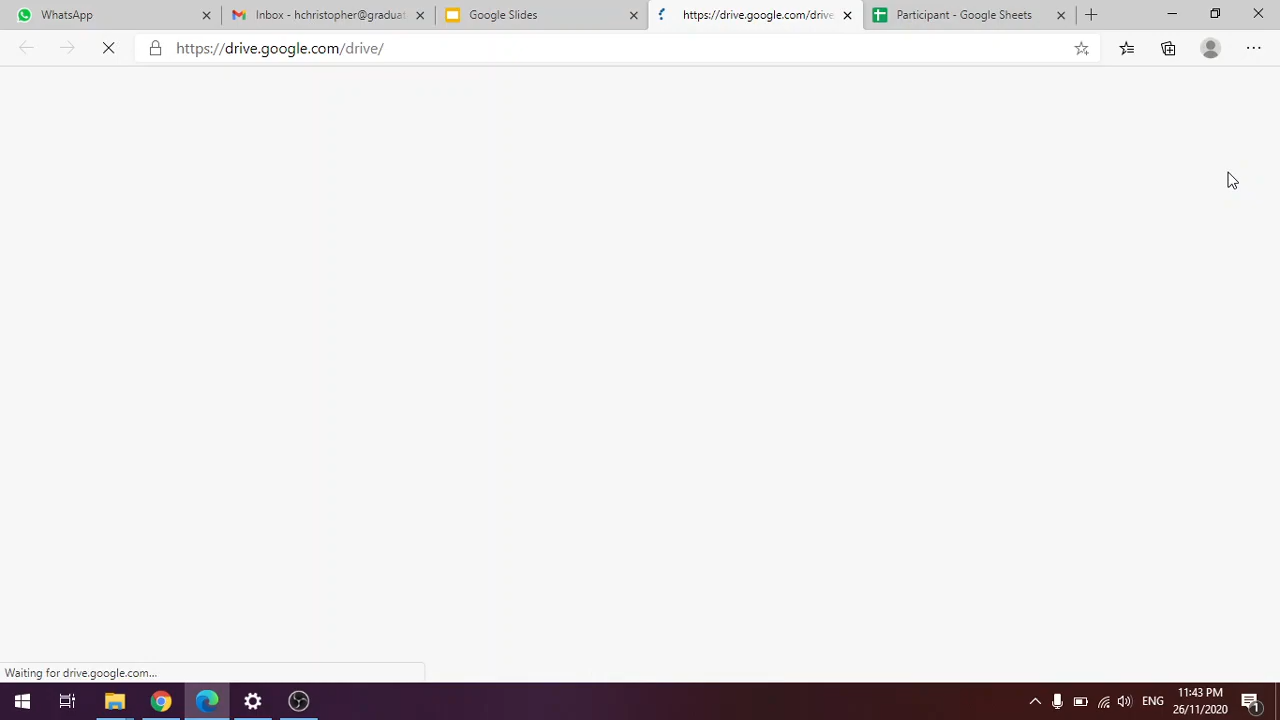 WhatsApp
Inbox - hchristopher@graduat
Google Slides
https://drive.google.com/drive
Participant - Google Sheets
https://drive.google.com/drive/
Waiting for drive.google.com...
ENG
11:43 PM
26/11/2020
1